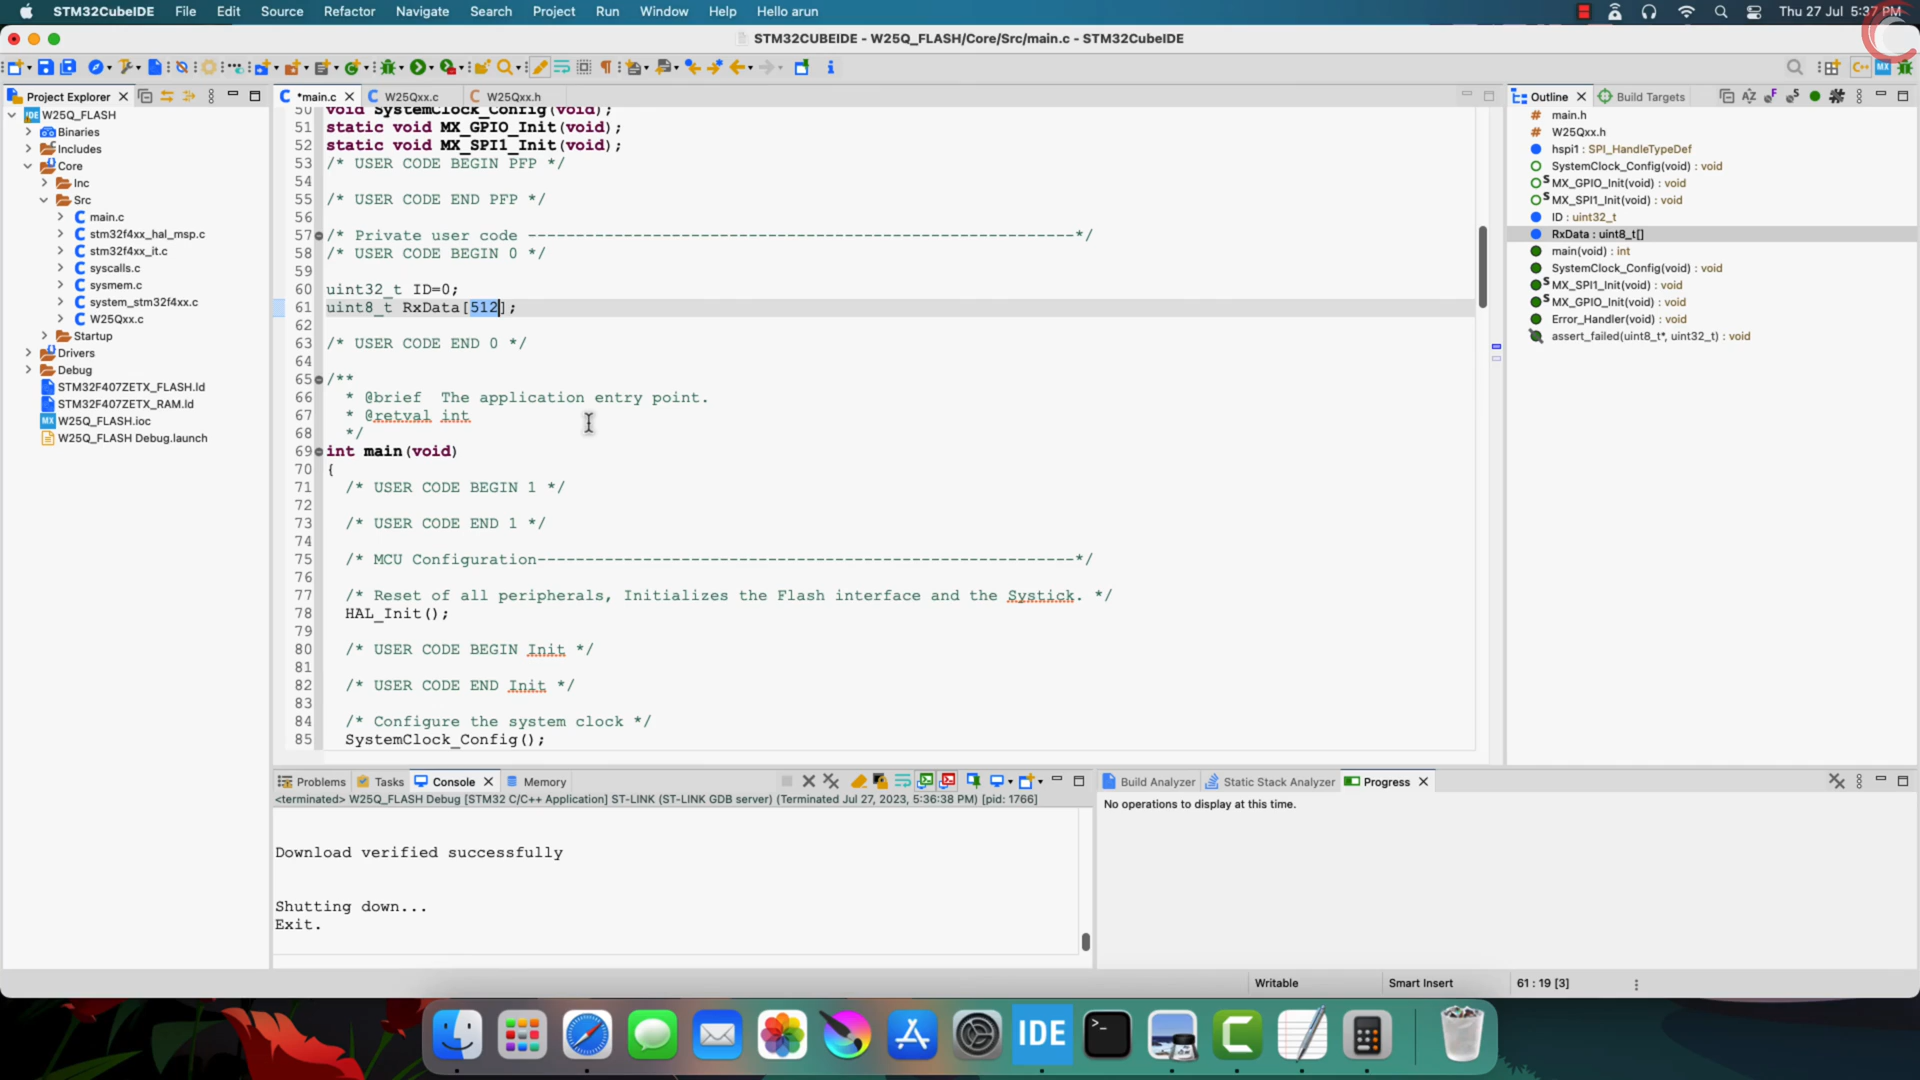 STM32CubeIDE File Edit Source Refactor Navigate Search Project Run Window Help Hello arun Thu 27 Jul 5:37 PM
STM32CUBEIDE - W25Q_FLASH/Core/Src/main.c - STM32CubeIDE
Project Explorer
W25Q_FLASH
Binaries
Includes
Core
Inc
Src
main.c
stm32f4xx_hal_msp.c
stm32f4xx_it.c
syscalls.c
sysmem.c
system_stm32f4xx.c
W25Qxx.c
Startup
Drivers
Debug
STM32F407ZETX_FLASH.ld
STM32F407ZETX_RAM.ld
W25Q_FLASH.ioc
W25Q_FLASH Debug.launch
*main.c W25Qxx.c W25Qxx.h
50 void SystemClock_Config(void);
51 static void MX_GPIO_Init(void);
52 static void MX_SPI1_Init(void);
53 /* USER CODE BEGIN PFP */
54
55 /* USER CODE END PFP */
56
57 /* Private user code ---------------------------------------------------------*/
58 /* USER CODE BEGIN 0 */
59
60 uint32_t ID=0;
61 uint8_t RxData[512];
62
63 /* USER CODE END 0 */
64
65 /**
66 * @brief  The application entry point.
67 * @retval int
68 */
69 int main(void)
70 {
71 /* USER CODE BEGIN 1 */
72
73 /* USER CODE END 1 */
74
75 /* MCU Configuration--------------------------------------------------------*/
76
77 /* Reset of all peripherals, Initializes the Flash interface and the Systick. */
78 HAL_Init();
79
80 /* USER CODE BEGIN Init */
81
82 /* USER CODE END Init */
83
84 /* Configure the system clock */
85 SystemClock_Config();
Outline Build Targets
main.h
W25Qxx.h
hspi1 : SPI_HandleTypeDef
SystemClock_Config(void) : void
MX_GPIO_Init(void) : void
MX_SPI1_Init(void) : void
ID : uint32_t
RxData : uint8_t[]
main(void) : int
SystemClock_Config(void) : void
MX_SPI1_Init(void) : void
MX_GPIO_Init(void) : void
Error_Handler(void) : void
assert_failed(uint8_t*, uint32_t) : void
Problems Tasks Console Memory
<terminated> W25Q_FLASH Debug [STM32 C/C++ Application] ST-LINK (ST-LINK GDB server) (Terminated Jul 27, 2023, 5:36:38 PM) [pid: 1766]
Download verified successfully
Shutting down...
Exit.
Build Analyzer Static Stack Analyzer Progress
No operations to display at this time.
Writable Smart Insert 61 : 19 [3]
IDE